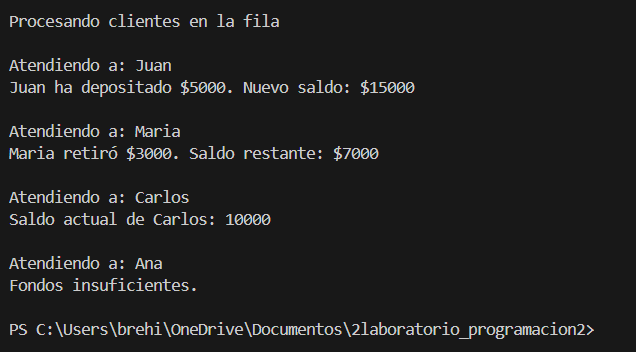 Procesando clientes en la fila
Atendiendo a: Juan
Juan ha depositado $5000. Nuevo saldo: $15000
Atendiendo a: Maria
Maria retiró $3000. Saldo restante: $7000
Atendiendo a: Carlos
Saldo actual de Carlos: 10000
Atendiendo a: Ana
Fondos insuficientes.
PS C:\Users\brehi\OneDrive\Documentos\2laboratorio_programacion2>